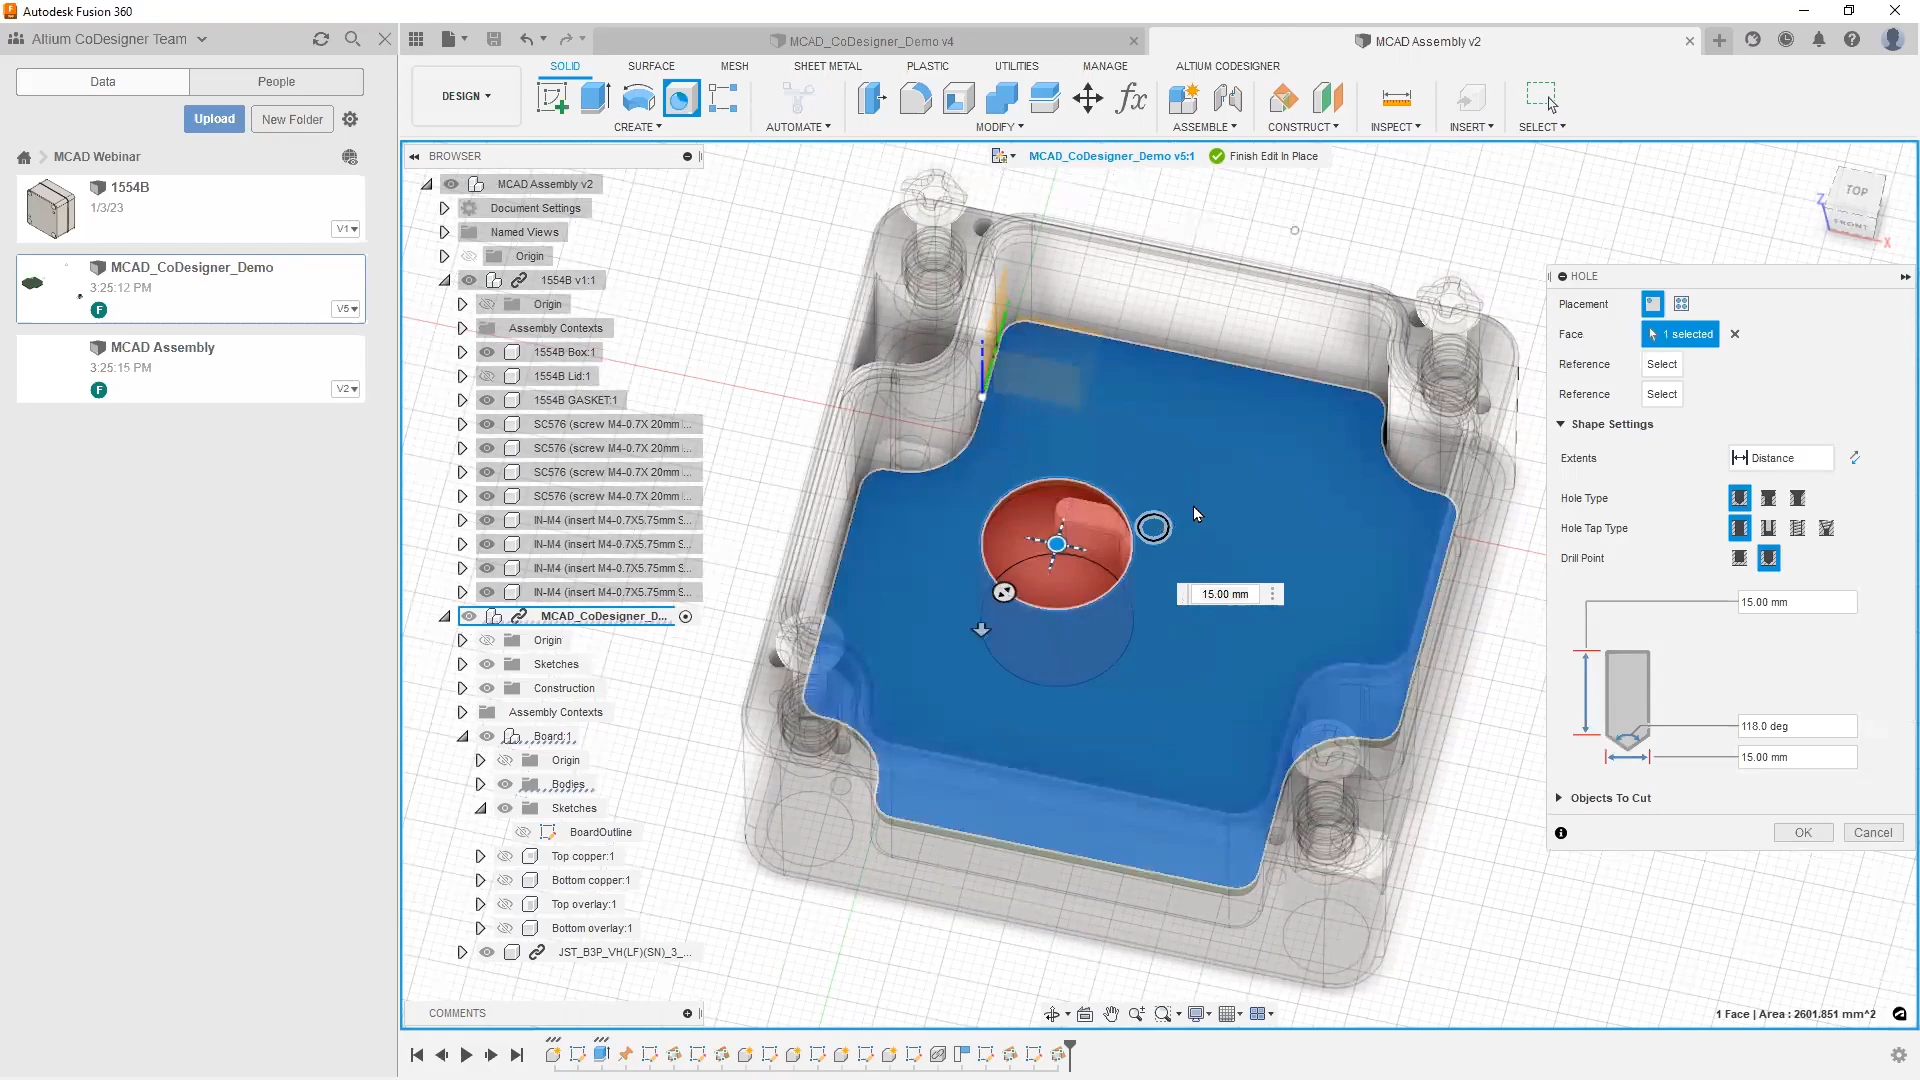 Autodesk Fusion 360
Altium CoDesigner Team
Data
People
Upload
New Folder
MCAD Webinar
1554B
1/3/23
V1
MCAD_CoDesigner_Demo
3:25:12 PM
F
V5
MCAD Assembly
3:25:15 PM
F
V2
MCAD_CoDesigner_Demo v4
MCAD Assembly v2
SOLID
SURFACE
MESH
SHEET METAL
PLASTIC
UTILITIES
MANAGE
ALTIUM CODESIGNER
DESIGN
CREATE
AUTOMATE
MODIFY
ASSEMBLE
CONSTRUCT
INSPECT
INSERT
SELECT
BROWSER
MCAD_CoDesigner_Demo v5:1
Finish Edit In Place
MCAD Assembly v2
Document Settings
Named Views
Origin
1554B v1:1
Origin
Assembly Contexts
1554B Box:1
1554B Lid:1
1554B GASKET:1
SC576 (screw M4-0.7X 20mm l...
SC576 (screw M4-0.7X 20mm l...
SC576 (screw M4-0.7X 20mm l...
SC576 (screw M4-0.7X 20mm l...
IN-M4 (insert M4-0.7X5.75mm S...
IN-M4 (insert M4-0.7X5.75mm S...
IN-M4 (insert M4-0.7X5.75mm S...
IN-M4 (insert M4-0.7X5.75mm S...
MCAD_CoDesigner_D...
Origin
Sketches
Construction
Assembly Contexts
Board:1
Origin
Bodies
Sketches
BoardOutline
Top copper:1
Bottom copper:1
Top overlay:1
Bottom overlay:1
JST_B3P_VH(LF)(SN)_3_...
COMMENTS
15.00 mm
TOP
FRONT
Z
X
HOLE
Placement
Face
1 selected
Reference
Select
Reference
Select
Shape Settings
Extents
Distance
Hole Type
Hole Tap Type
Drill Point
15.00 mm
118.0 deg
15.00 mm
Objects To Cut
OK
Cancel
1 Face | Area : 2601.851 mm^2